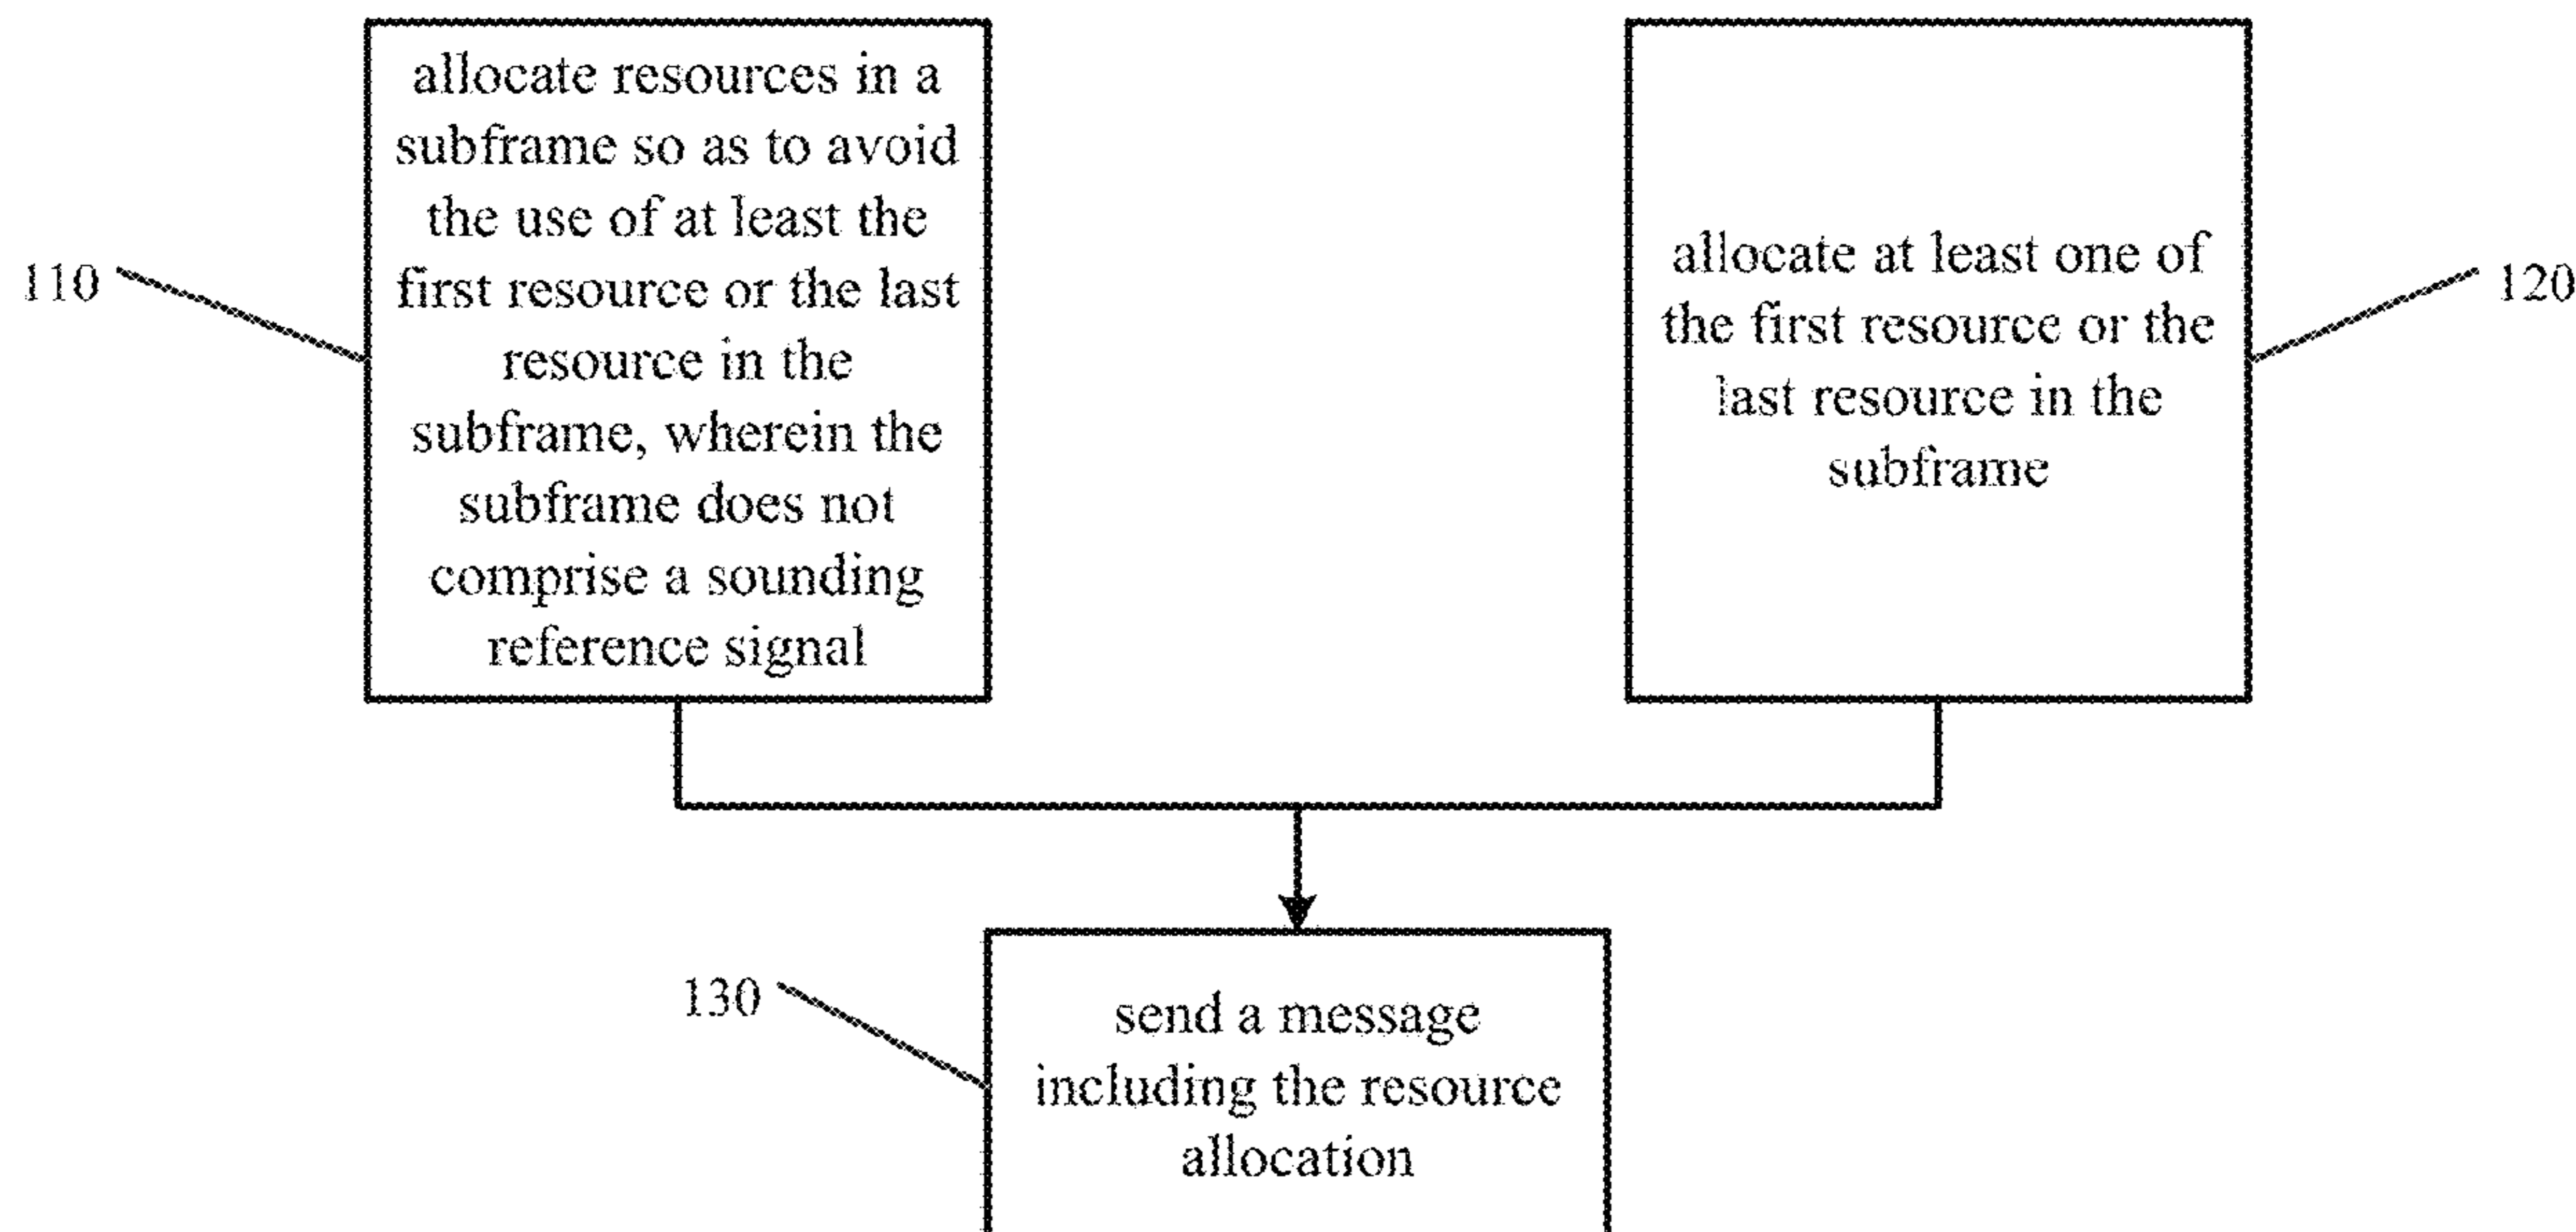 allocate resources in a
subframe so as to avoid
the use of at least the
first resource or the last
resource in the
subframe, wherein the
subframe does not
comprise a sounding
reference signal
110
allocate at least one of
the first resource or the
last resource in the
subframe
120
130
send a message
including the resource
allocation